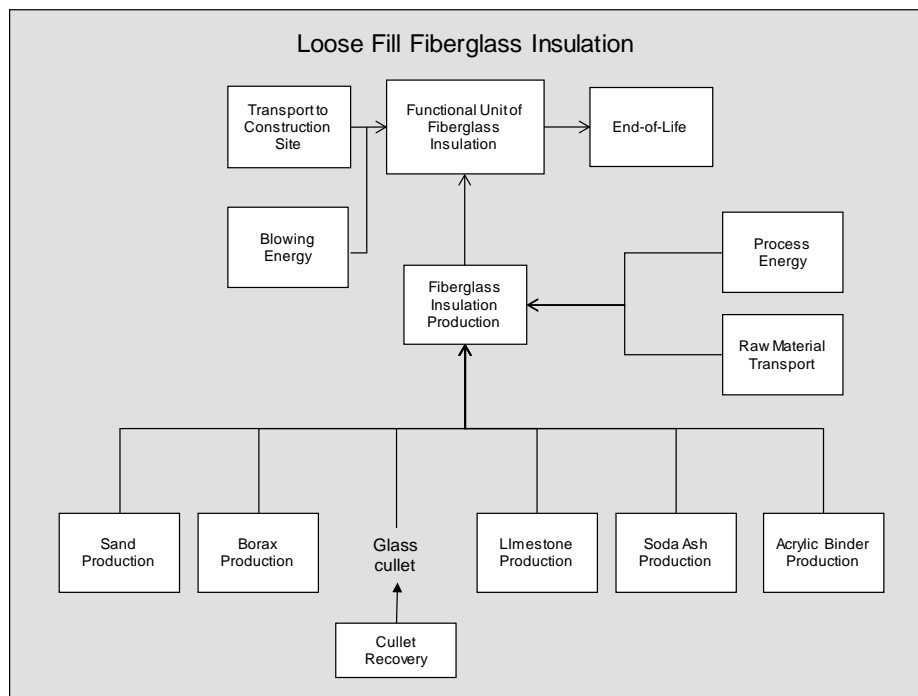 Loose Fill Fiberglass Insulation
Transport to
Construction
Site
Functional Unit of
Fiberglass
Insulation
End-of-Life
Blowing
Energy
Process
Energy
Fiberglass
Insulation
Production
Raw Material
Transport
Sand
Production
Borax
Production
Glass
cullet
LImestone
Production
Soda Ash
Production
Acrylic Binder
Production
Cullet
Recovery